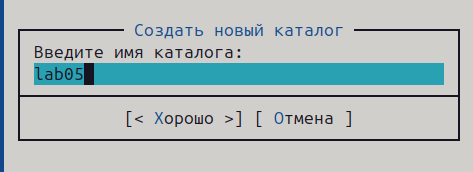 Создать новый каталог
Введите имя каталога:
lab05
[< Хорошо >] [ Отмена ]